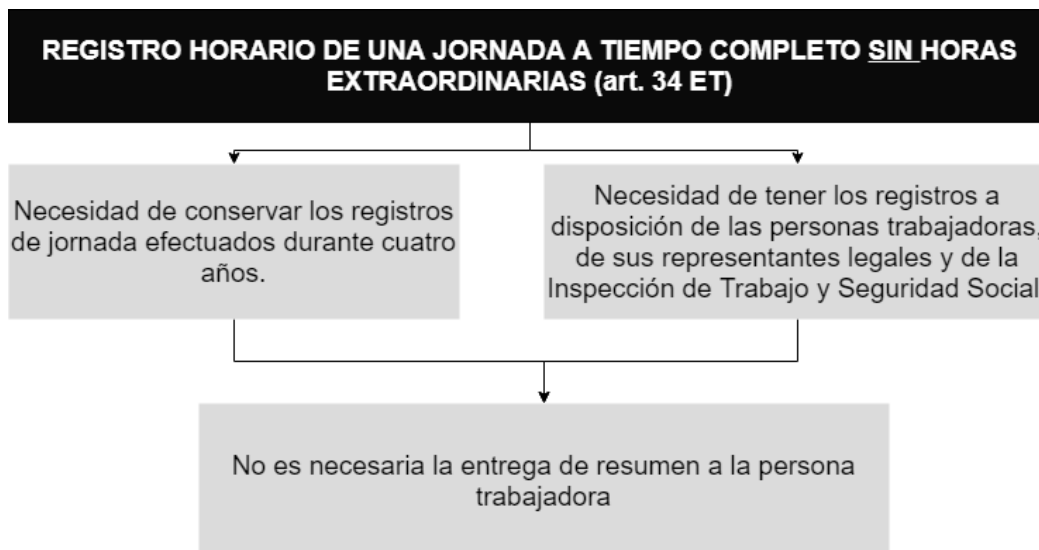 REGISTRO HORARIO DE UNA JORNADA A TIEMPO COMPLETO SIN HORAS
EXTRAORDINARIAS (art. 34 ET)
Necesidad de conservar los registros
de jornada efectuados durante cuatro
años.
Necesidad de tener los registros a
disposición de las personas trabajadoras,
de sus representantes legales y de la
Inspección de Trabajo y Seguridad Social
No es necesaria la entrega de resumen a la persona
trabajadora